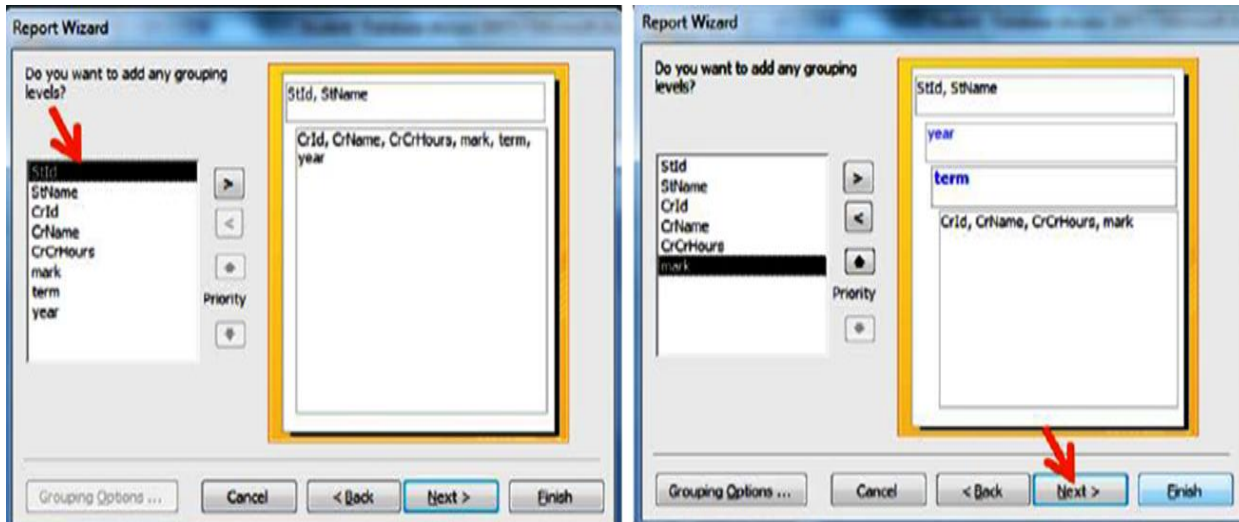 Report Wizard
Do you want to add any grouping
levels?
StId
StName
CrId
CrName
CrCrHours
mark
term
year
>
<
Priority
StId, StName
CrId, CrName, CrCrHours, mark, term,
year
Grouping Options ...
Cancel
< Back
Next >
Finish
Report Wizard
Do you want to add any grouping
levels?
StId
StName
CrId
CrName
CrCrHours
mark
>
<
Priority
StId, StName
year
term
CrId, CrName, CrCrHours, mark
Grouping Options ...
Cancel
< Back
Next >
Finish